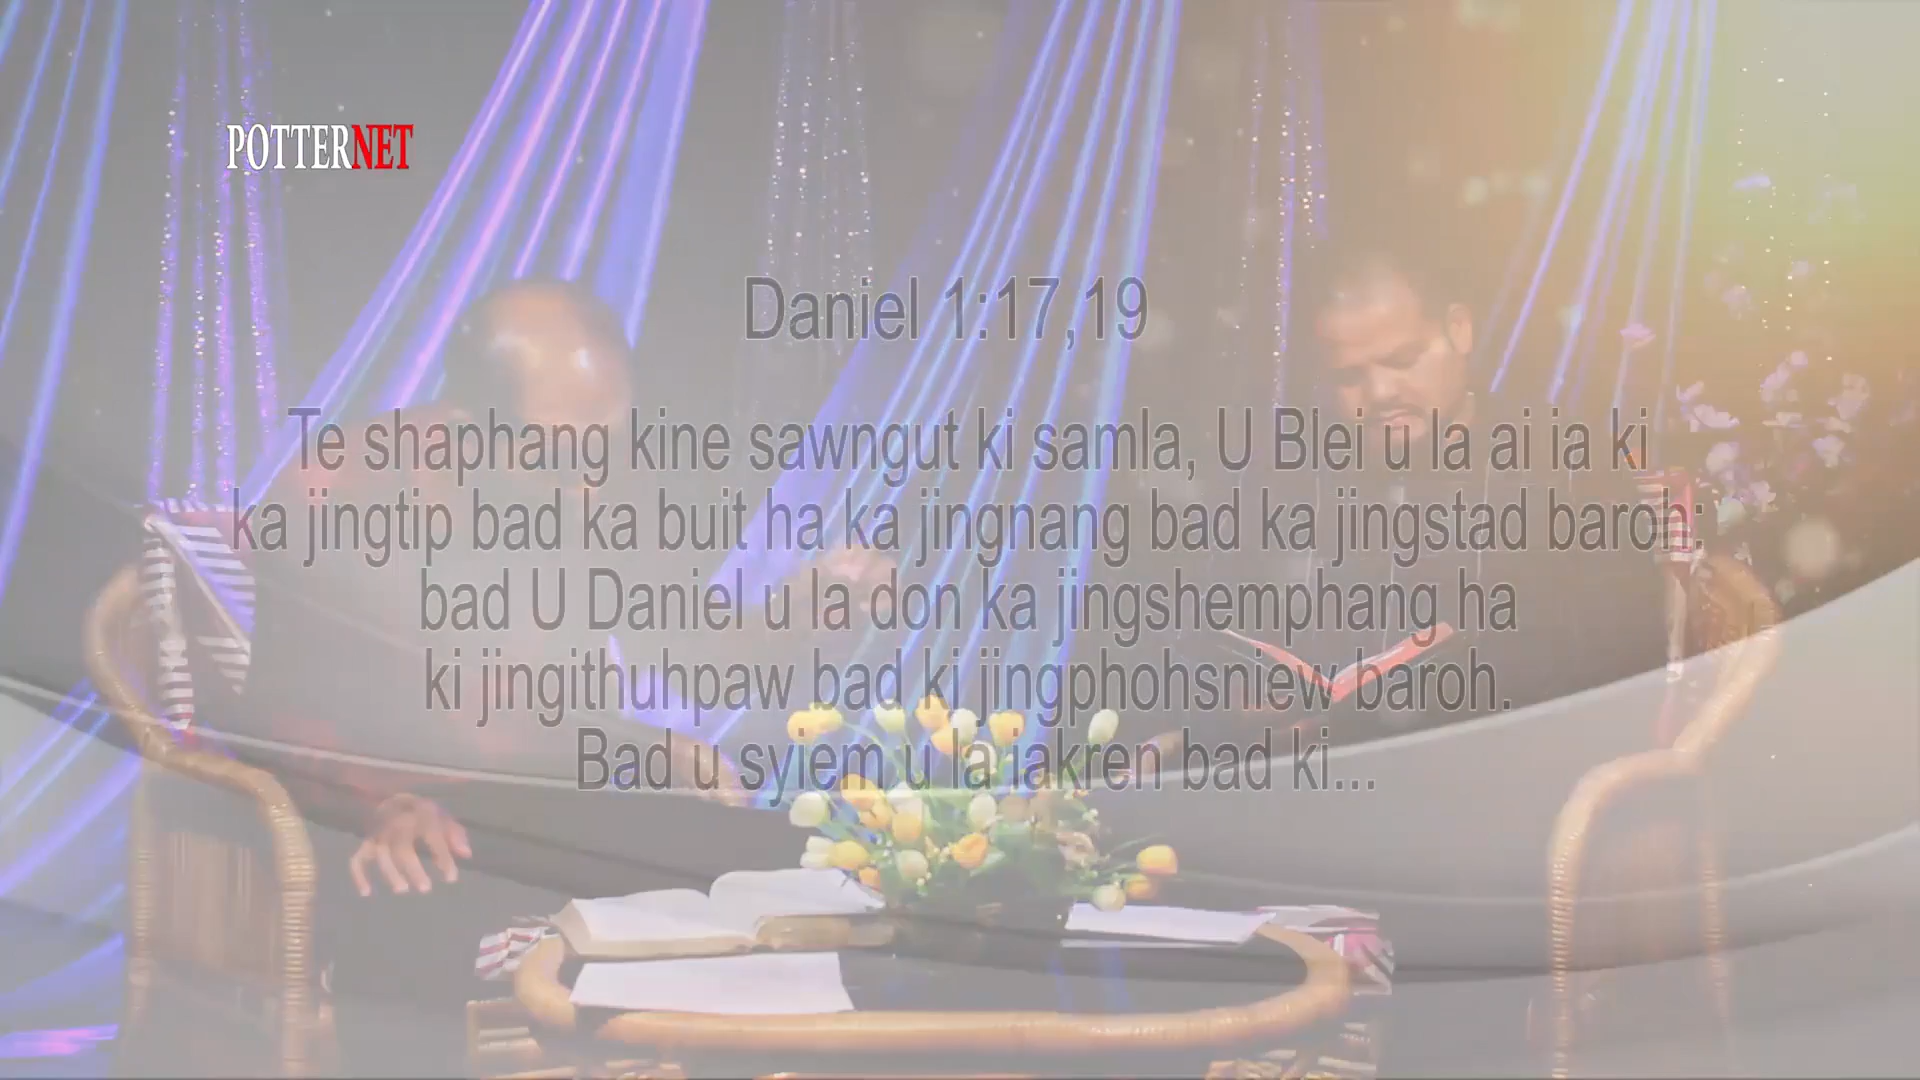 POTTERNET
Daniel 1:17,19
Te shaphang kine sawngut ki samla, U Blei u la ai ia ki
ka jingtip bad ka buit ha ka jingnang bad ka jingstad baroh:
bad U Daniel u la don ka jingshemphang ha
ki jingithuhpaw bad ki jingphohsniew baroh.
Bad u syiem u la iakren bad ki...